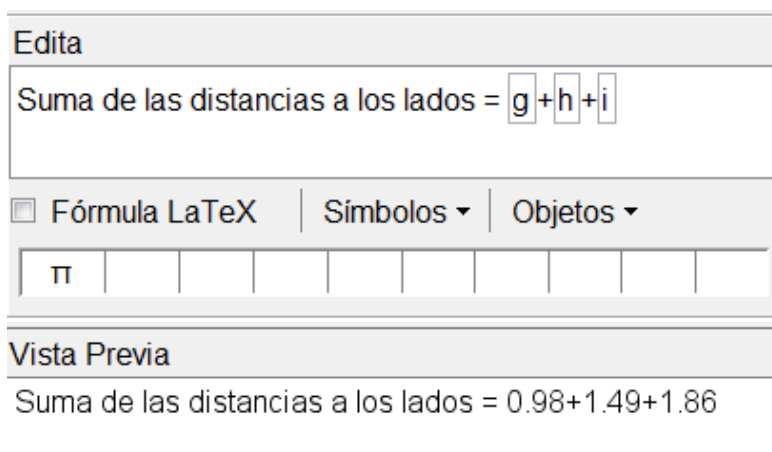 Edita
Suma de las distancias a los lados = g+h+i
Fórmula LaTeX Símbolos Objetos
π
Vista Previa
Suma de las distancias a los lados = 0.98+1.49+1.86